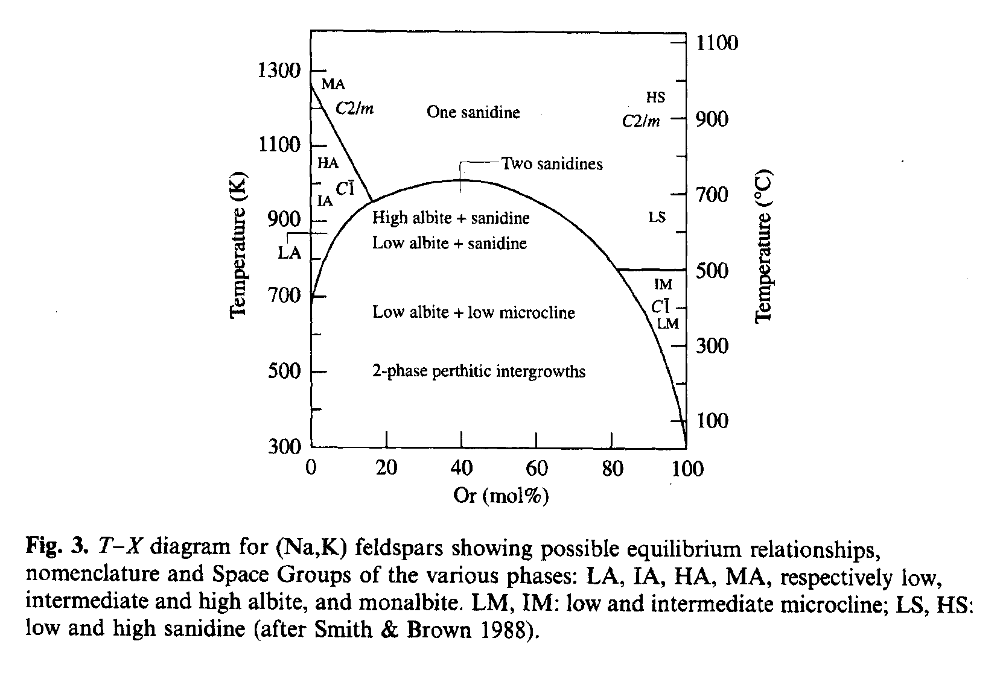 1100
1300
MA
HS
C2/m
One sanidine
C2/m
900
1100
HA
Two sanidines
CĪ
IA
700
Temperature (K)
Temperature (°C)
900
High albite + sanidine
LS
LA
Low albite + sanidine
500
IM
700
CĪ
Low albite + low microcline
LM
300
500
2-phase perthitic intergrowths
100
300
0 20 40 60 80 100
Or (mol%)
Fig. 3. T–X diagram for (Na,K) feldspars showing possible equilibrium relationships,
nomenclature and Space Groups of the various phases: LA, IA, HA, MA, respectively low,
intermediate and high albite, and monalbite. LM, IM: low and intermediate microcline; LS, HS:
low and high sanidine (after Smith & Brown 1988).